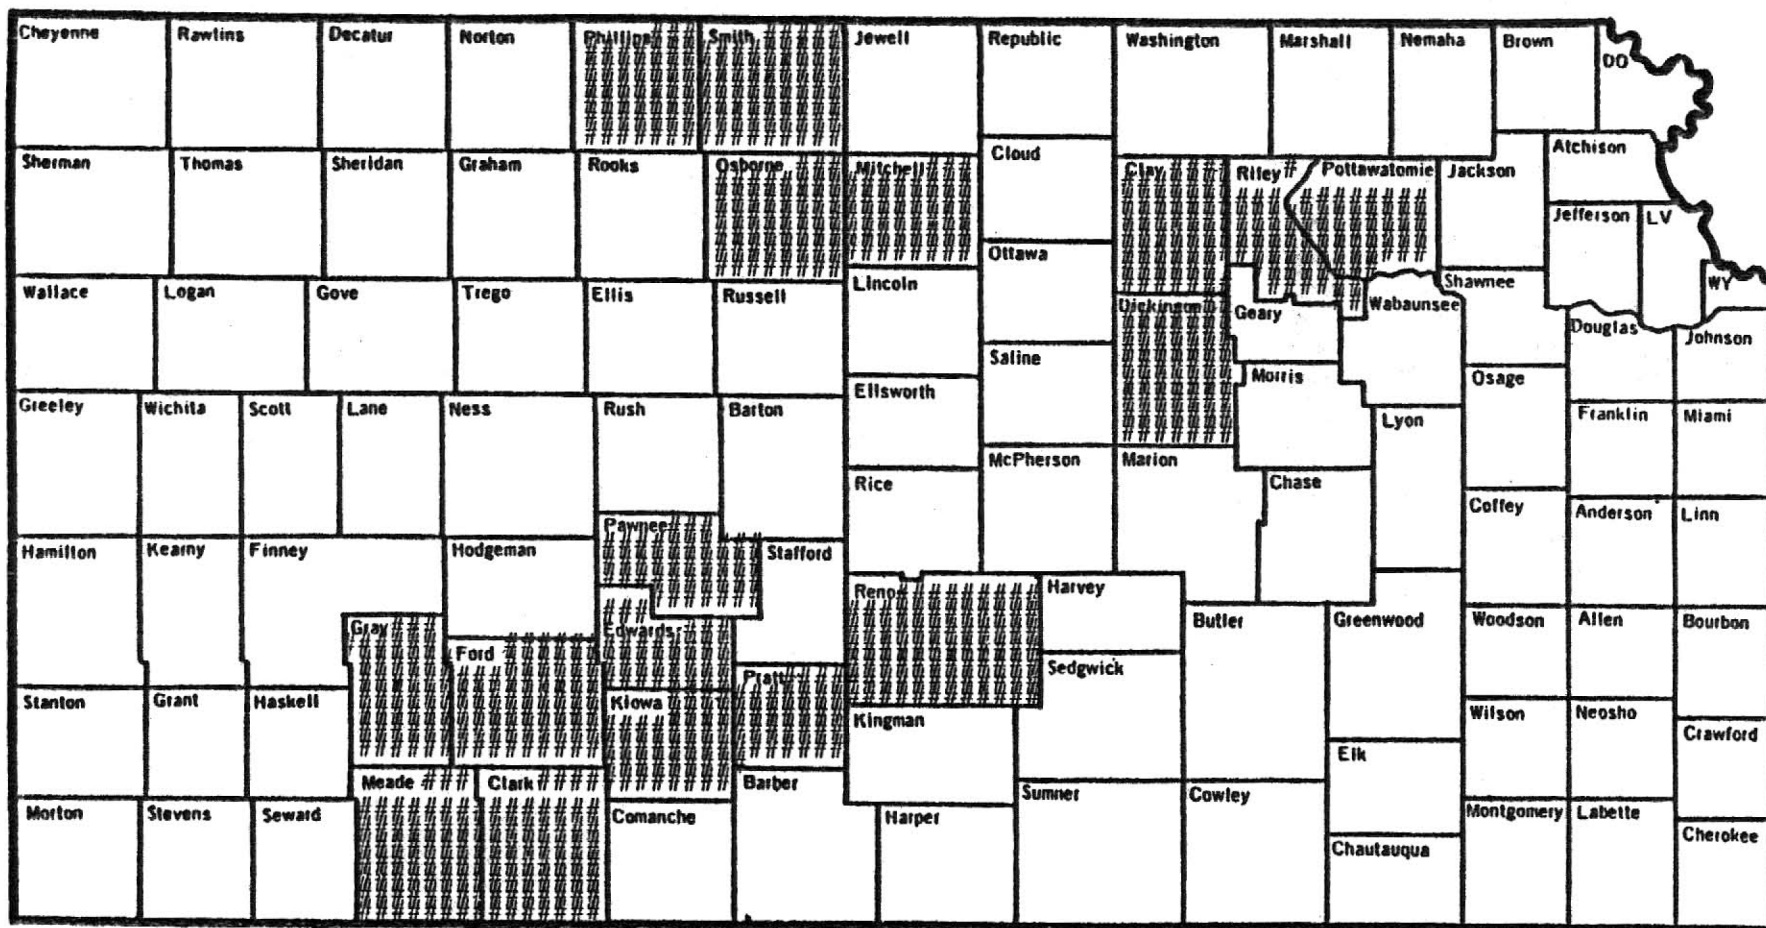 Cheyenne Rawlins Decatur Norton Phillips Smith Jewell Republic Washington Marshall Nemaha Brown
DO
Atchison
Cloud
Sherman Thomas Sheridan Graham Rooks Osborne Mitchell Clay Riley Pottawatomie Jackson
Jefferson LV
Ottawa
Wallace Logan Gove Trego Ellis Russell Lincoln Shawnee WY
Dickinson Geary Wabaunsee
Douglas Johnson
Saline
Morris Osage
Ellsworth
Greeley Wichita Scott Lane Ness Rush Barton Lyon Franklin Miami
McPherson Marion
Rice Chase
Coffey Anderson Linn
Pawnee
Hamilton Kearny Finney Hodgeman Stafford
Reno Harvey
Butler Greenwood Woodson Allen Bourbon
Gray Edwards
Ford
Sedgwick
Pratt
Stanton Grant Haskell Kiowa
Kingman Wilson Neosho
Crawford
Elk
Meade Clark Barber
Sumner Cowley
Morton Stevens Seward Comanche Harper Montgomery Labette
Cherokee
Chautauqua